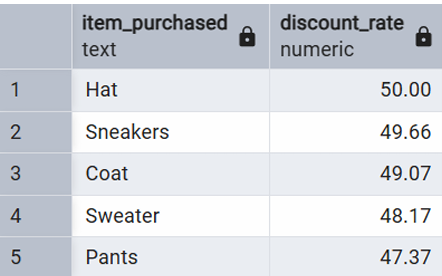 item_purchased discount_rate
text numeric
1 Hat 50.00
2 Sneakers 49.66
3 Coat 49.07
4 Sweater 48.17
5 Pants 47.37